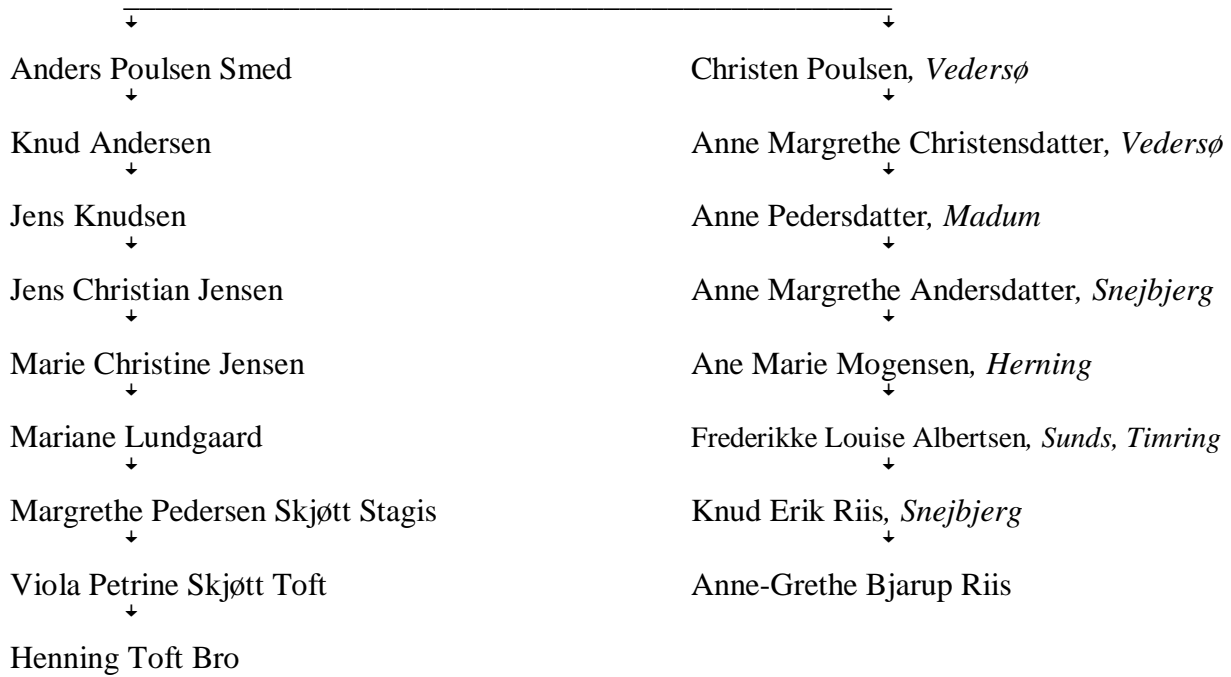 Anders Poulsen Smed
Christen Poulsen, Vedersø
Knud Andersen
Anne Margrethe Christensdatter, Vedersø
Jens Knudsen
Anne Pedersdatter, Madum
Jens Christian Jensen
Anne Margrethe Andersdatter, Snejbjerg
Marie Christine Jensen
Ane Marie Mogensen, Herning
Mariane Lundgaard
Frederikke Louise Albertsen, Sunds, Timring
Margrethe Pedersen Skjøtt Stagis
Knud Erik Riis, Snejbjerg
Viola Petrine Skjøtt Toft
Anne-Grethe Bjarup Riis
Henning Toft Bro